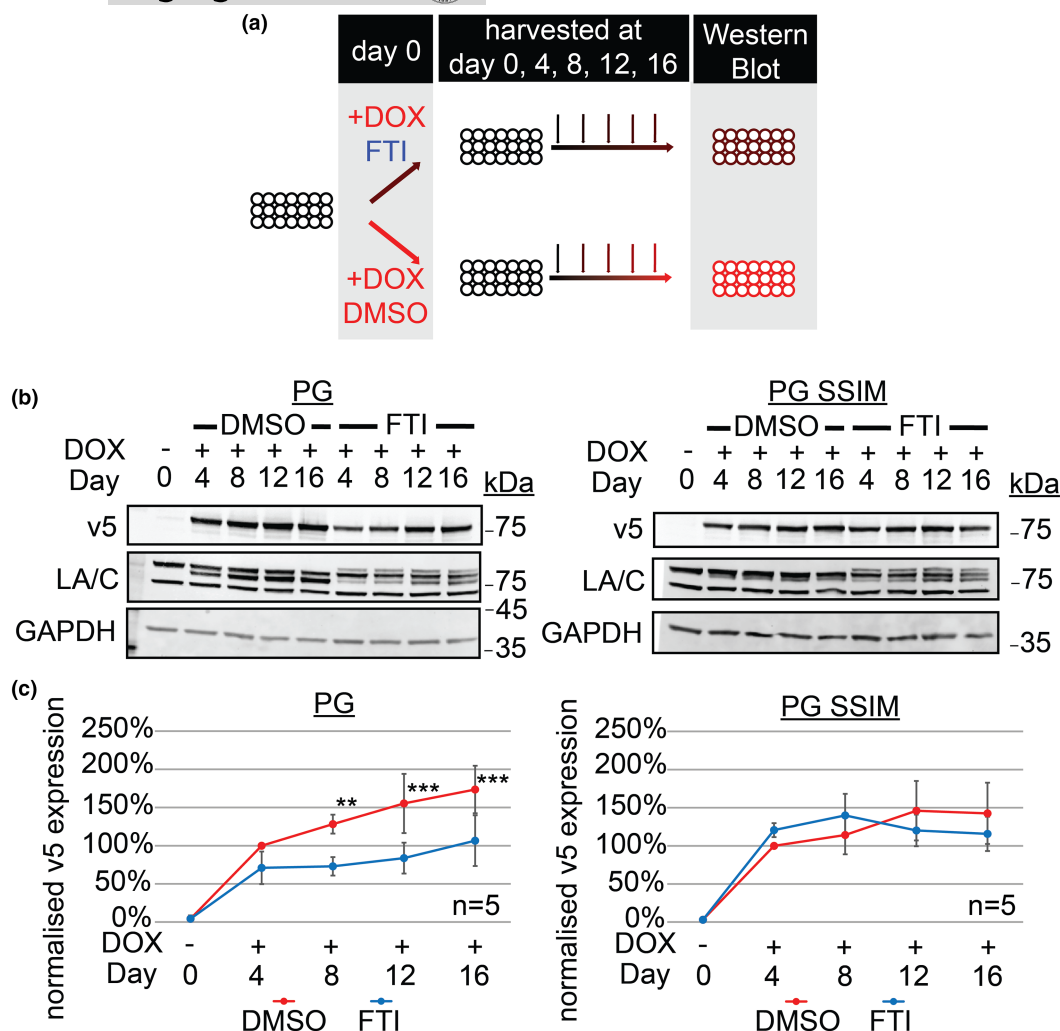 (a)
day 0
harvested at
day 0, 4, 8, 12, 16
Western
Blot
+DOX
FTI
+DOX
DMSO
(b)
PG
DMSO FTI
DOX - + + + + + + + +
Day 0 4 8 12 16 4 8 12 16 kDa
v5 -75
LA/C -75
-45
GAPDH -35
PG SSIM
DMSO FTI
DOX - + + + + + + + +
Day 0 4 8 12 16 4 8 12 16 kDa
v5 -75
LA/C -75
GAPDH -35
(c)
PG
normalised v5 expression
250%
200%
150%
100%
50%
0%
** *** ***
n=5
DOX - + + + +
Day 0 4 8 12 16
DMSO FTI
PG SSIM
normalised v5 expression
250%
200%
150%
100%
50%
0%
n=5
DOX - + + + +
Day 0 4 8 12 16
DMSO FTI